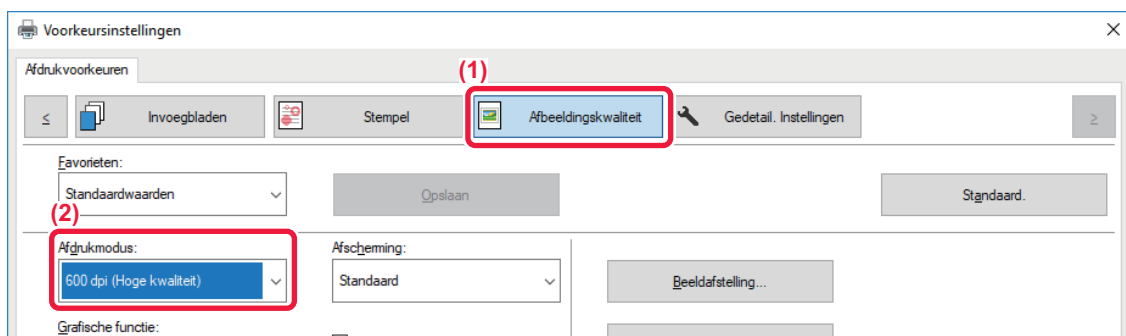 Voorkeursinstellingen
Afdrukvoorkeuren
(1)
< Invoegbladen Stempel Afbeeldingskwaliteit Gedetail. Instellingen >
Favorieten:
Standaardwaarden Opslaan Standaard.
(2)
Afdrukmodus: Afscherming:
600 dpi (Hoge kwaliteit) Standaard Beeldafstelling...
Grafische functie: